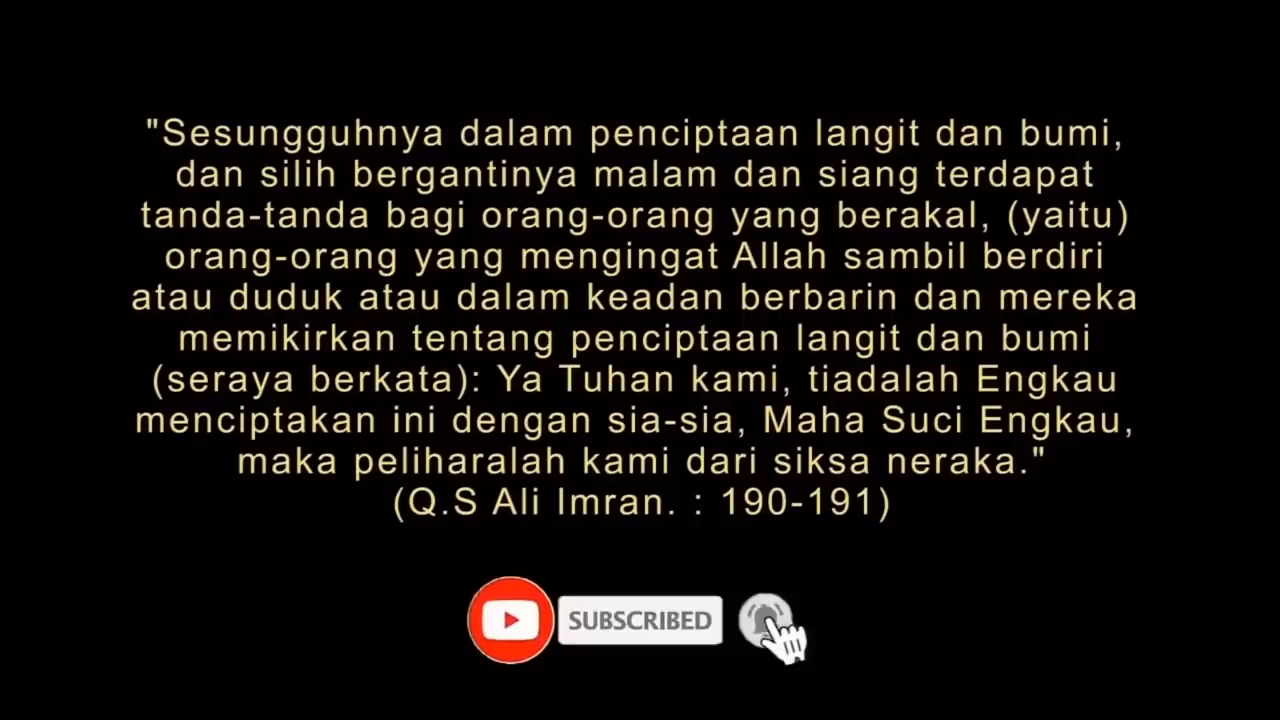 "Sesungguhnya dalam penciptaan langit dan bumi,
dan silih bergantinya malam dan siang terdapat
tanda-tanda bagi orang-orang yang berakal, (yaitu)
orang-orang yang mengingat Allah sambil berdiri
atau duduk atau dalam keadan berbarin dan mereka
memikirkan tentang penciptaan langit dan bumi
(seraya berkata): Ya Tuhan kami, tiadalah Engkau
menciptakan ini dengan sia-sia, Maha Suci Engkau,
maka peliharalah kami dari siksa neraka."
(Q.S Ali Imran. : 190-191)
SUBSCRIBED